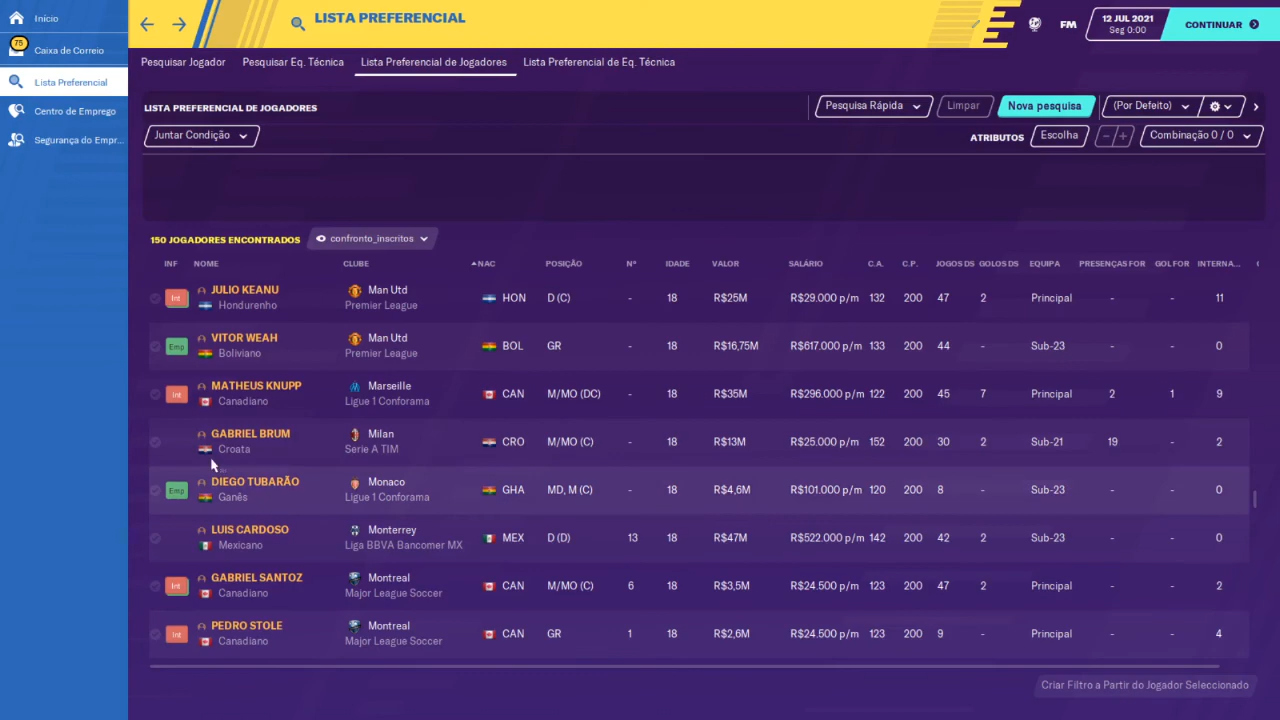 Início
75
Caixa de Correio
Lista Preferencial
Centro de Emprego
Segurança do Empr...
LISTA PREFERENCIAL
FM
12 JUL 2021
Seg 0:00
CONTINUAR
Pesquisar Jogador
Pesquisar Eq. Técnica
Lista Preferencial de Jogadores
Lista Preferencial de Eq. Técnica
LISTA PREFERENCIAL DE JOGADORES
Pesquisa Rápida
Limpar
Nova pesquisa
(Por Defeito)
Juntar Condição
ATRIBUTOS
Escolha
-/+
Combinação 0 / 0
150 JOGADORES ENCONTRADOS
confronto_inscritos
INF NOME CLUBE NAC POSIÇÃO Nº IDADE VALOR SALÁRIO C.A. C.P. JOGOS DS GOLOS DS EQUIPA PRESENÇAS FOR GOL FOR INTERNA...
Int JULIO KEANU Man Utd HON D (C) - 18 R$25M R$29.000 p/m 132 200 47 2 Principal - - 11
Hondurenho Premier League
Emp VITOR WEAH Man Utd BOL GR - 18 R$16,75M R$617.000 p/m 133 200 44 - Sub-23 - - 0
Boliviano Premier League
Int MATHEUS KNUPP Marseille CAN M/MO (DC) - 18 R$35M R$296.000 p/m 122 200 45 7 Principal 2 1 9
Canadiano Ligue 1 Conforama
GABRIEL BRUM Milan CRO M/MO (C) - 18 R$13M R$25.000 p/m 152 200 30 2 Sub-21 19 - 2
Croata Serie A TIM
Emp DIEGO TUBARÃO Monaco GHA MD, M (C) - 18 R$4,6M R$101.000 p/m 120 200 8 - Sub-23 - - 0
Ganês Ligue 1 Conforama
LUIS CARDOSO Monterrey MEX D (D) 13 18 R$47M R$522.000 p/m 142 200 42 2 Sub-23 - - 0
Mexicano Liga BBVA Bancomer MX
Int GABRIEL SANTOZ Montreal CAN M/MO (C) 6 18 R$3,5M R$24.500 p/m 123 200 47 2 Principal - - 2
Canadiano Major League Soccer
Int PEDRO STOLE Montreal CAN GR 1 18 R$2,6M R$24.500 p/m 123 200 9 - Principal - - 4
Canadiano Major League Soccer
Criar Filtro a Partir do Jogador Seleccionado